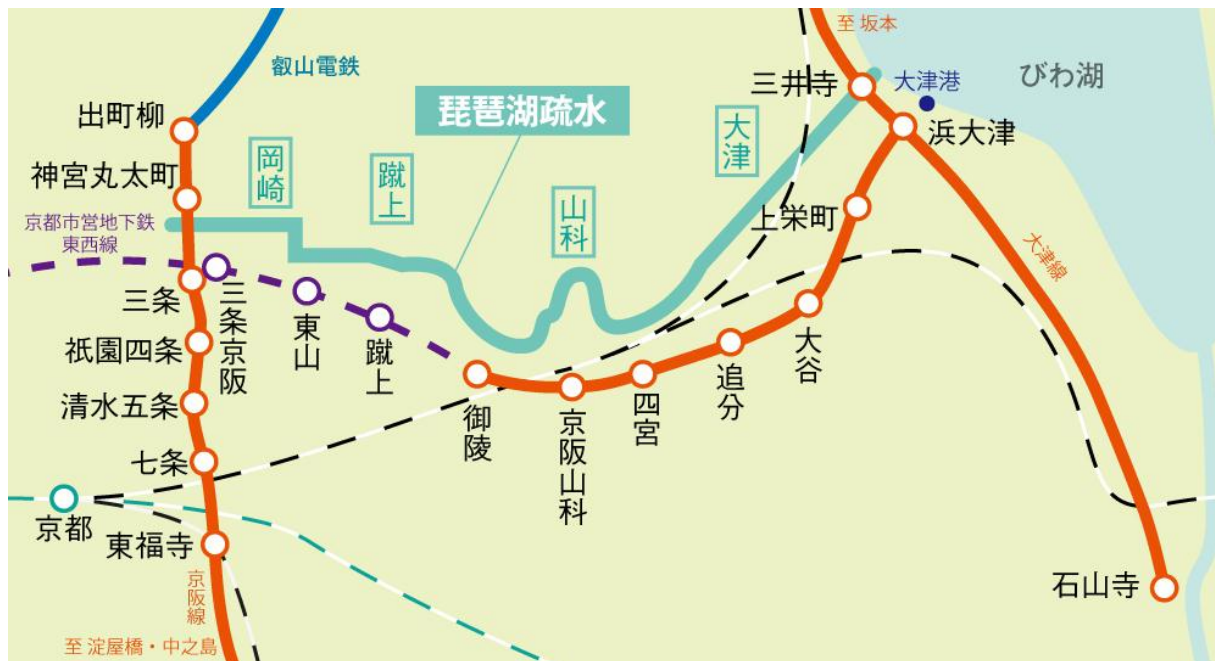 至 坂本
叡山電鉄
びわ湖
大津港
三井寺
琵琶湖疏水
出町柳
浜大津
大津
岡崎
蹴上
神宮丸太町
山科
上栄町
京都市営地下鉄
東西線
大津線
三条
三条京阪
東山
蹴上
大谷
祇園四条
追分
四宮
清水五条
御陵
京阪山科
七条
京都
東福寺
石山寺
京阪線
至 淀屋橋・中之島